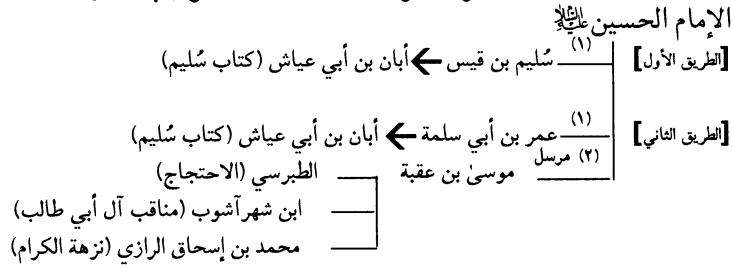 الإمام الحسين عليه السلام
[الطريق الأول] (١) سُليم بن قيس ← أبان بن أبي عياش (كتاب سُليم)
[الطريق الثاني] (١) عمر بن أبي سلمة ← أبان بن أبي عياش (كتاب سُليم)
(٢) مرسل موسىٰ بن عقبة الطبرسي (الاحتجاج)
ابن شهرآشوب (مناقب آل أبي طالب)
محمد بن إسحاق الرازي (نزهة الكرام)